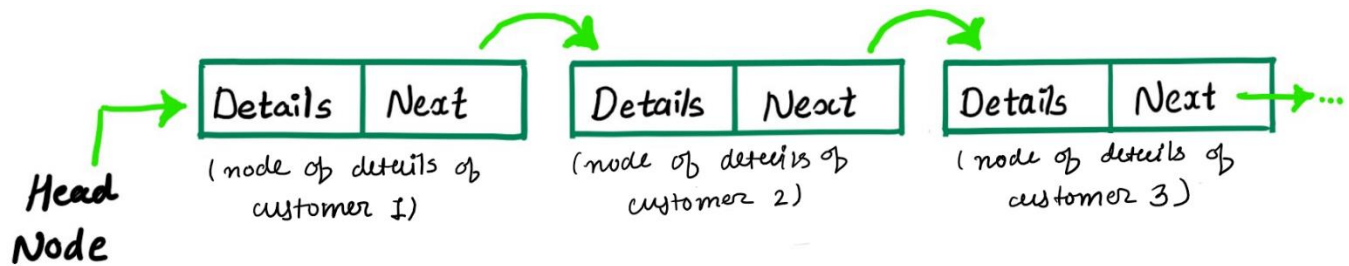 Details Next Details Next Details Next ...
(node of details of (node of details of (node of details of
customer 1) customer 2) customer 3)
Head
Node